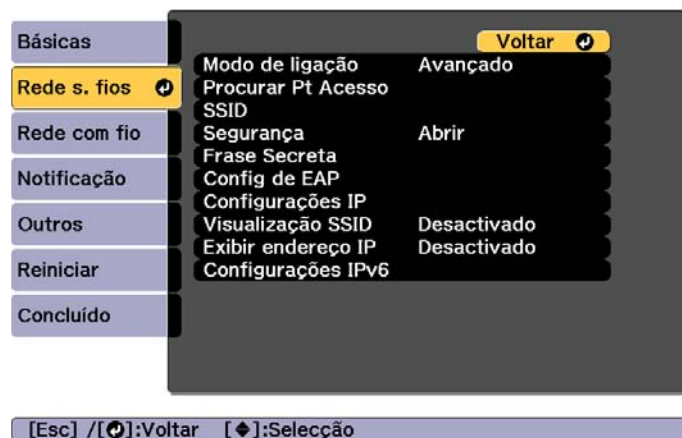 Básicas
Rede s. fios
Rede com fio
Notificação
Outros
Reiniciar
Concluído
Voltar
Modo de ligação Avançado
Procurar Pt Acesso
SSID
Segurança Abrir
Frase Secreta
Config de EAP
Configurações IP
Visualização SSID Desactivado
Exibir endereço IP Desactivado
Configurações IPv6
[Esc] /[]:Voltar []:Selecção